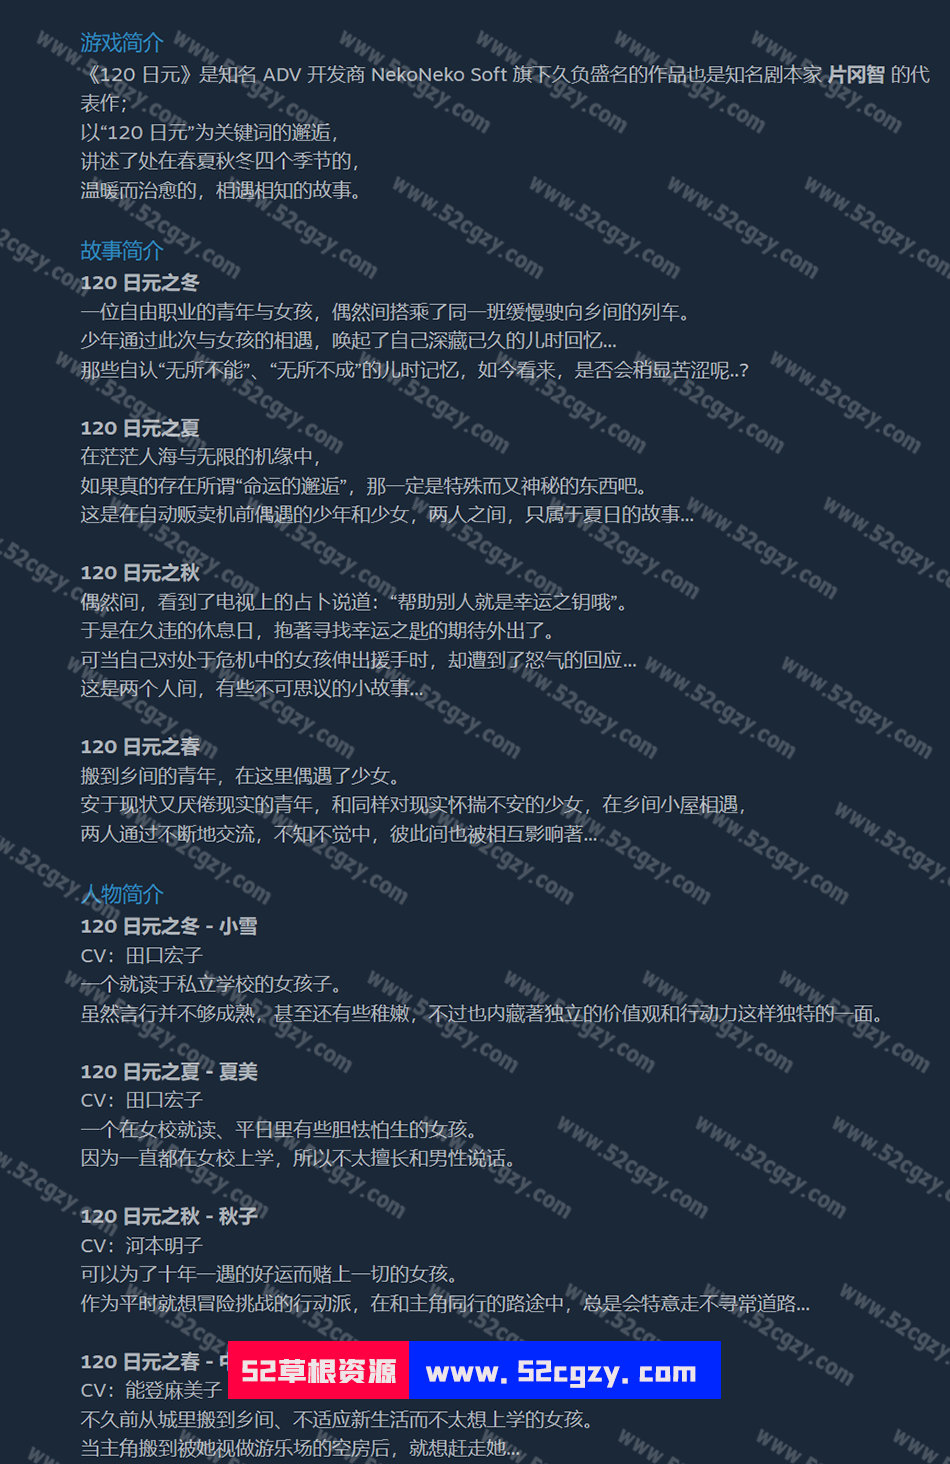 游戏简介
《120 日元》是知名 ADV 开发商 NekoNeko Soft 旗下久负盛名的作品也是知名剧本家 片冈智 的代
表作；
以“120 日元”为关键词的邂逅，
讲述了处在春夏秋冬四个季节的，
温暖而治愈的，相遇相知的故事。
故事简介
120 日元之冬
一位自由职业的青年与女孩，偶然间搭乘了同一班缓慢驶向乡间的列车。
少年通过此次与女孩的相遇，唤起了自己深藏已久的儿时回忆...
那些自认“无所不能”、“无所不成”的儿时记忆，如今看来，是否会稍显苦涩呢..?
120 日元之夏
在茫茫人海与无限的机缘中，
如果真的存在所谓“命运的邂逅”，那一定是特殊而又神秘的东西吧。
这是在自动贩卖机前偶遇的少年和少女，两人之间，只属于夏日的故事...
120 日元之秋
偶然间，看到了电视上的占卜说道：“帮助别人就是幸运之钥哦”。
于是在久违的休息日，抱著寻找幸运之匙的期待外出了。
可当自己对处于危机中的女孩伸出援手时，却遭到了怒气的回应...
这是两个人间，有些不可思议的小故事...
120 日元之春
搬到乡间的青年，在这里偶遇了少女。
安于现状又厌倦现实的青年，和同样对现实怀揣不安的少女，在乡间小屋相遇，
两人通过不断地交流，不知不觉中，彼此间也被相互影响著...
人物简介
120 日元之冬 - 小雪
CV：田口宏子
一个就读于私立学校的女孩子。
虽然言行并不够成熟，甚至还有些稚嫩，不过也内藏著独立的价值观和行动力这样独特的一面。
120 日元之夏 - 夏美
CV：田口宏子
一个在女校就读、平日里有些胆怯怕生的女孩。
因为一直都在女校上学，所以不太擅长和男性说话。
120 日元之秋 - 秋子
CV：河本明子
可以为了十年一遇的好运而赌上一切的女孩。
作为平时就想冒险挑战的行动派，在和主角同行的路途中，总是会特意走不寻常道路...
120 日元之春 -
52草根资源 www.52cgzy.com
CV：能登麻美子
不久前从城里搬到乡间、不适应新生活而不太想上学的女孩。
当主角搬到被她视做游乐场的空房后，就想赶走她...